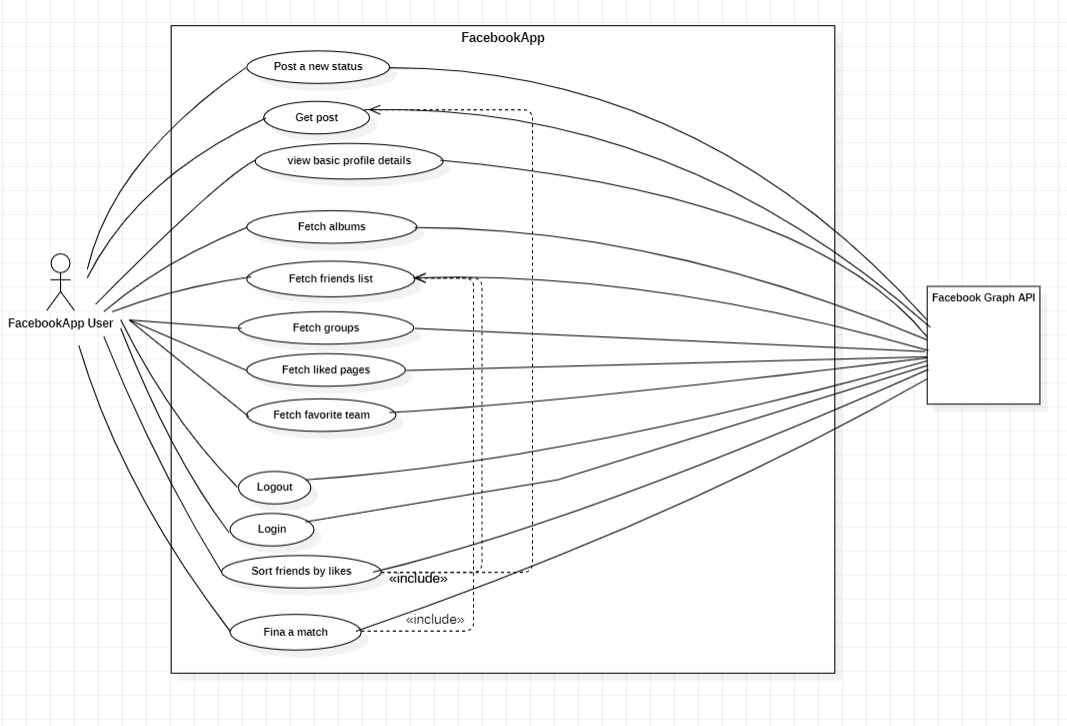 FacebookApp
Post a new status
Get post
view basic profile details
Fetch albums
Fetch friends list
FacebookApp User
Facebook Graph API
Fetch groups
Fetch liked pages
Fetch favorite team
Logout
Login
Sort friends by likes
«include»
«include»
Fina a match